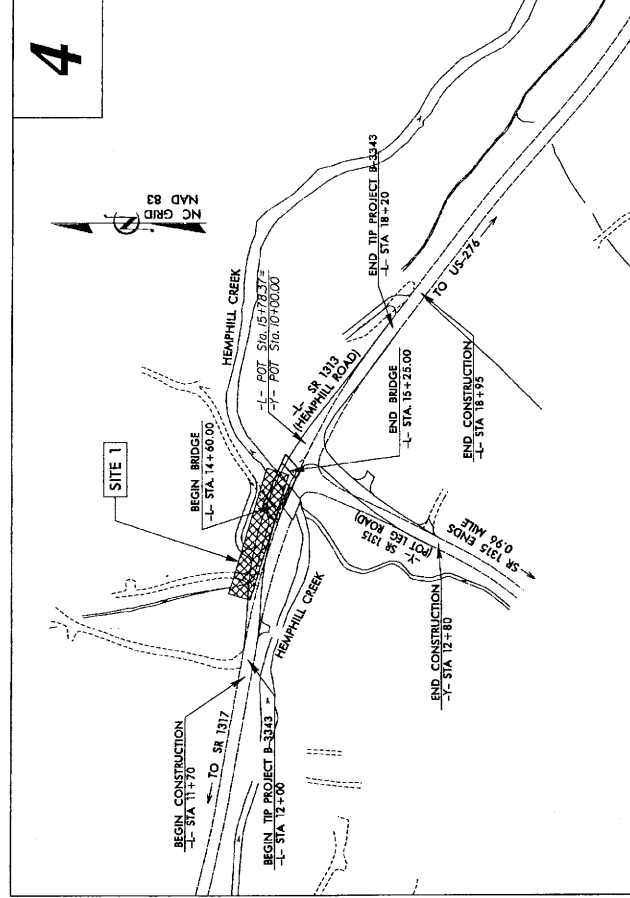 4
NC GRID
NAD 83
SITE 1
HEMPHILL CREEK
BEGIN BRIDGE
-L- STA. 14+60.00
-L- POT Sta. 15+78.37 =
-Y- POT Sta. 10+00.00
-L- SR 1313
(HEMPHILL ROAD)
END TIP PROJECT B-3343
-L- STA 18+20
TO US-276
END BRIDGE
-L- STA. 15+25.00
END CONSTRUCTION
-L- STA 18+95
BEGIN CONSTRUCTION
-L- STA 11+70
TO SR 1317
BEGIN TIP PROJECT B-3343
-L- STA 12+00
HEMPHILL CREEK
-Y- SR 1315
(POT LEG ROAD)
SR 1315 ENDS
0.96 MILE
END CONSTRUCTION
-Y- STA 12+80